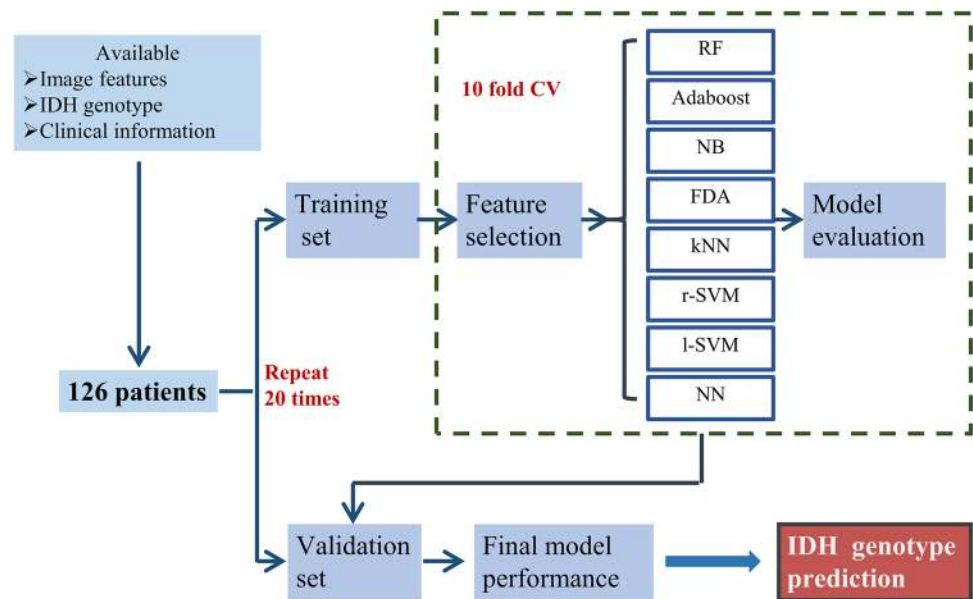 Available
➢Image features
➢IDH genotype
➢Clinical information
126 patients
Repeat
20 times
Training
set
10 fold CV
Feature
selection
RF
Adaboost
NB
FDA
kNN
r-SVM
l-SVM
NN
Model
evaluation
Validation
set
Final model
performance
IDH genotype
prediction